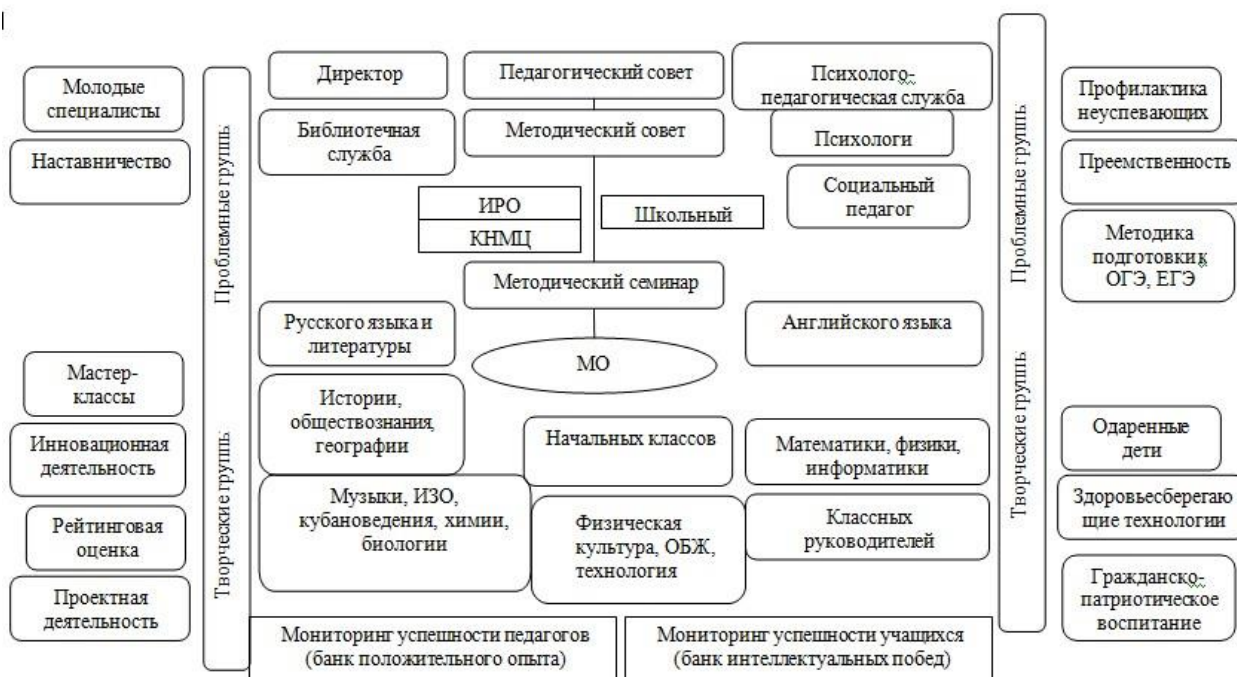 Молодые
специалисты
Наставничество
Мастер-
классы
Инновационная
деятельность
Рейтинговая
оценка
Проектная
деятельность
Проблемные группы
Творческие группы
Директор
Библиотечная
служба
Педагогический совет
Методический совет
Психолого-
педагогическая служба
Психологи
Социальный
педагог
ИРО
КНМЦ
Школьный
Методический семинар
МО
Русского языка и
литературы
Английского языка
Истории,
обществознания,
географии
Начальных классов
Математики, физики,
информатики
Музыки, ИЗО,
кубановедения, химии,
биологии
Физическая
культура, ОБЖ,
технология
Классных
руководителей
Мониторинг успешности педагогов
(банк положительного опыта)
Мониторинг успешности учащихся
(банк интеллектуальных побед)
Проблемные группы
Творческие группы
Профилактика
неуспевающих
Преемственность
Методика
подготовки к
ОГЭ, ЕГЭ
Одаренные
дети
Здоровьесберегаю
щие технологии
Гражданско-
патриотическое
воспитание